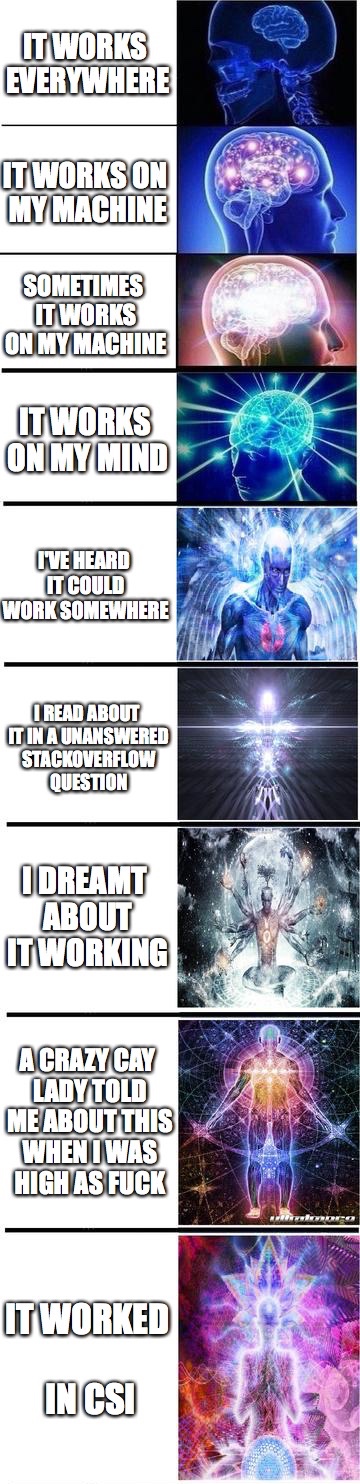 IT WORKS
EVERYWHERE
IT WORKS ON
MY MACHINE
SOMETIMES
IT WORKS
ON MY MACHINE
IT WORKS
ON MY MIND
I'VE HEARD
IT COULD
WORK SOMEWHERE
I READ ABOUT
IT IN A UNANSWERED
STACKOVERFLOW
QUESTION
I DREAMT
ABOUT
IT WORKING
A CRAZY CAY
LADY TOLD
ME ABOUT THIS
WHEN I WAS
HIGH AS FUCK
IT WORKED
IN CSI